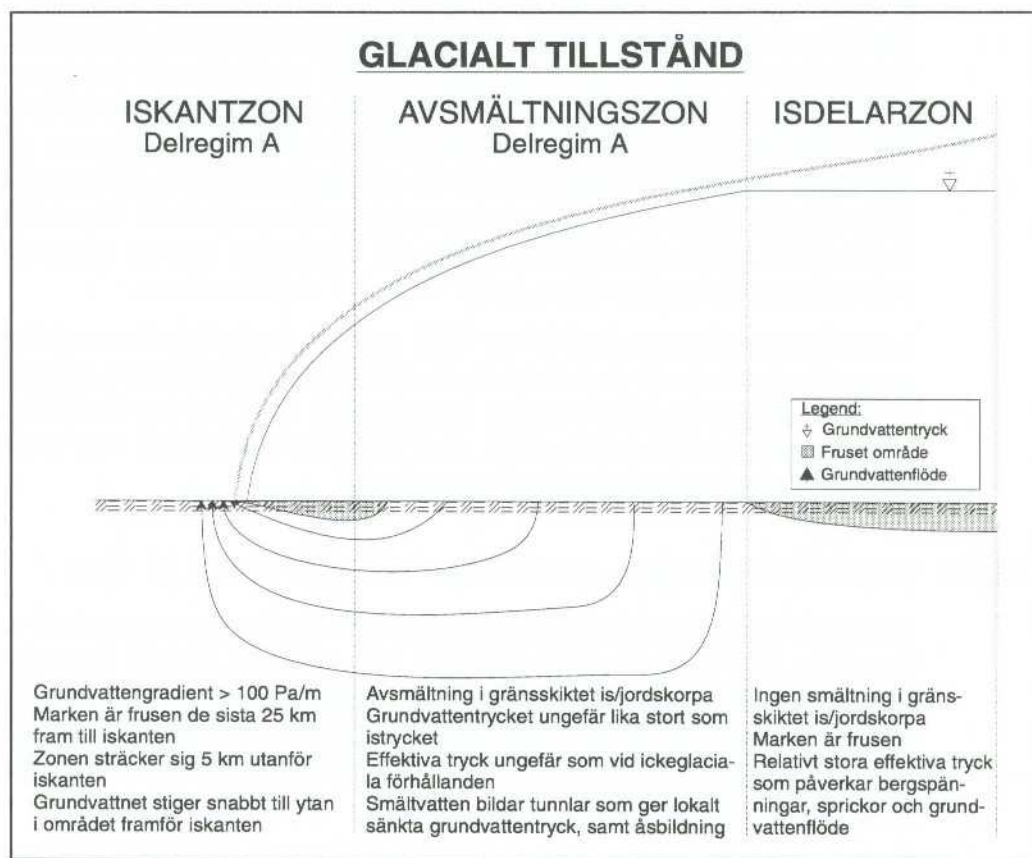 GLACIALT TILLSTÅND
ISKANTZON
Delregim A
AVSMÄLTNINGSZON
Delregim A
ISDELARZON
Legend:
Grundvattentryck
Fruset område
Grundvattenflöde
Grundvattengradient > 100 Pa/m
Marken är frusen de sista 25 km
fram till iskanten
Zonen sträcker sig 5 km utanför
iskanten
Grundvattnet stiger snabbt till ytan
i området framför iskanten
Avsmältning i gränsskiktet is/jordskorpa
Grundvattentrycket ungefär lika stort som
istrycket
Effektiva tryck ungefär som vid ickeglacia-
la förhållanden
Smältvatten bildar tunnlar som ger lokalt
sänkta grundvattentryck, samt åsbildning
Ingen smältning i gräns-
skiktet is/jordskorpa
Marken är frusen
Relativt stora effektiva tryck
som påverkar bergspän-
ningar, sprickor och grund-
vattenflöde